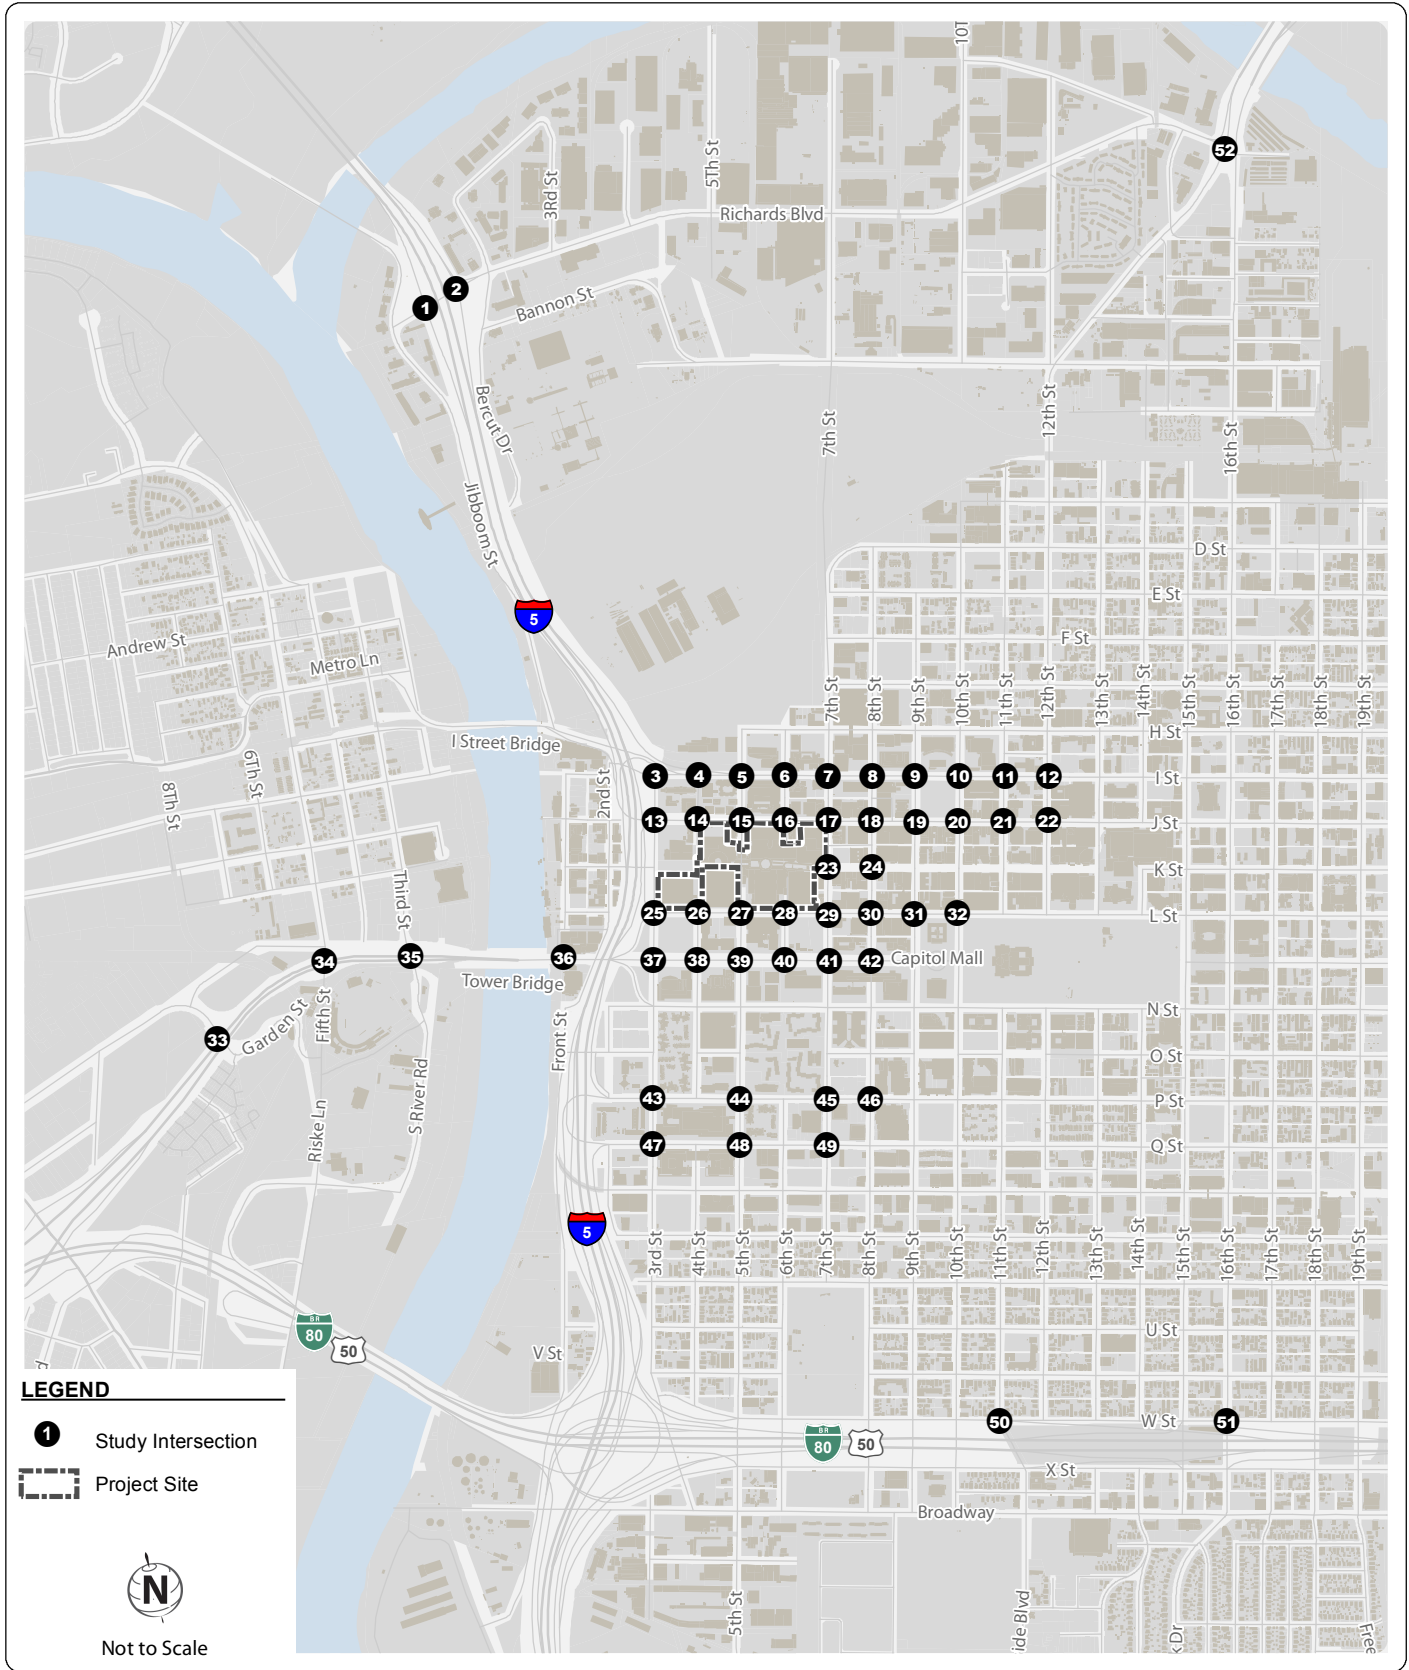 10T
52
5Th St
3Rd St
Richards Blvd
2
1
Bannon St
Bercut Dr
12th St
7th St
16th St
Jibboom St
D St
E St
5
F St
Andrew St
Metro Ln
7th St
8th St
9th St
10th St
11th St
12th St
13th St
14th St
15th St
16th St
17th St
18th St
19th St
H St
I Street Bridge
6Th St
8Th St
2nd St
3
4
5
6
7
8
9
10
11
12
I St
13
14
15
16
17
18
19
20
21
22
J St
23
24
K St
Third St
25
26
27
28
29
30
31
32
L St
34
35
36
37
38
39
40
41
42
Capitol Mall
Tower Bridge
33
Garden St
Fifth St
Front St
N St
O St
S River Rd
Riske Ln
43
44
45
46
P St
47
48
49
Q St
5
3rd St
4th St
5th St
6th St
7th St
8th St
9th St
10th St
11th St
12th St
13th St
14th St
15th St
16th St
17th St
18th St
19th St
BR
80
50
U St
V St
50
W St
51
BR
80
50
X St
Broadway
5th St
ide Blvd
k Dr
Free
LEGEND
1 Study Intersection
Project Site
N
Not to Scale